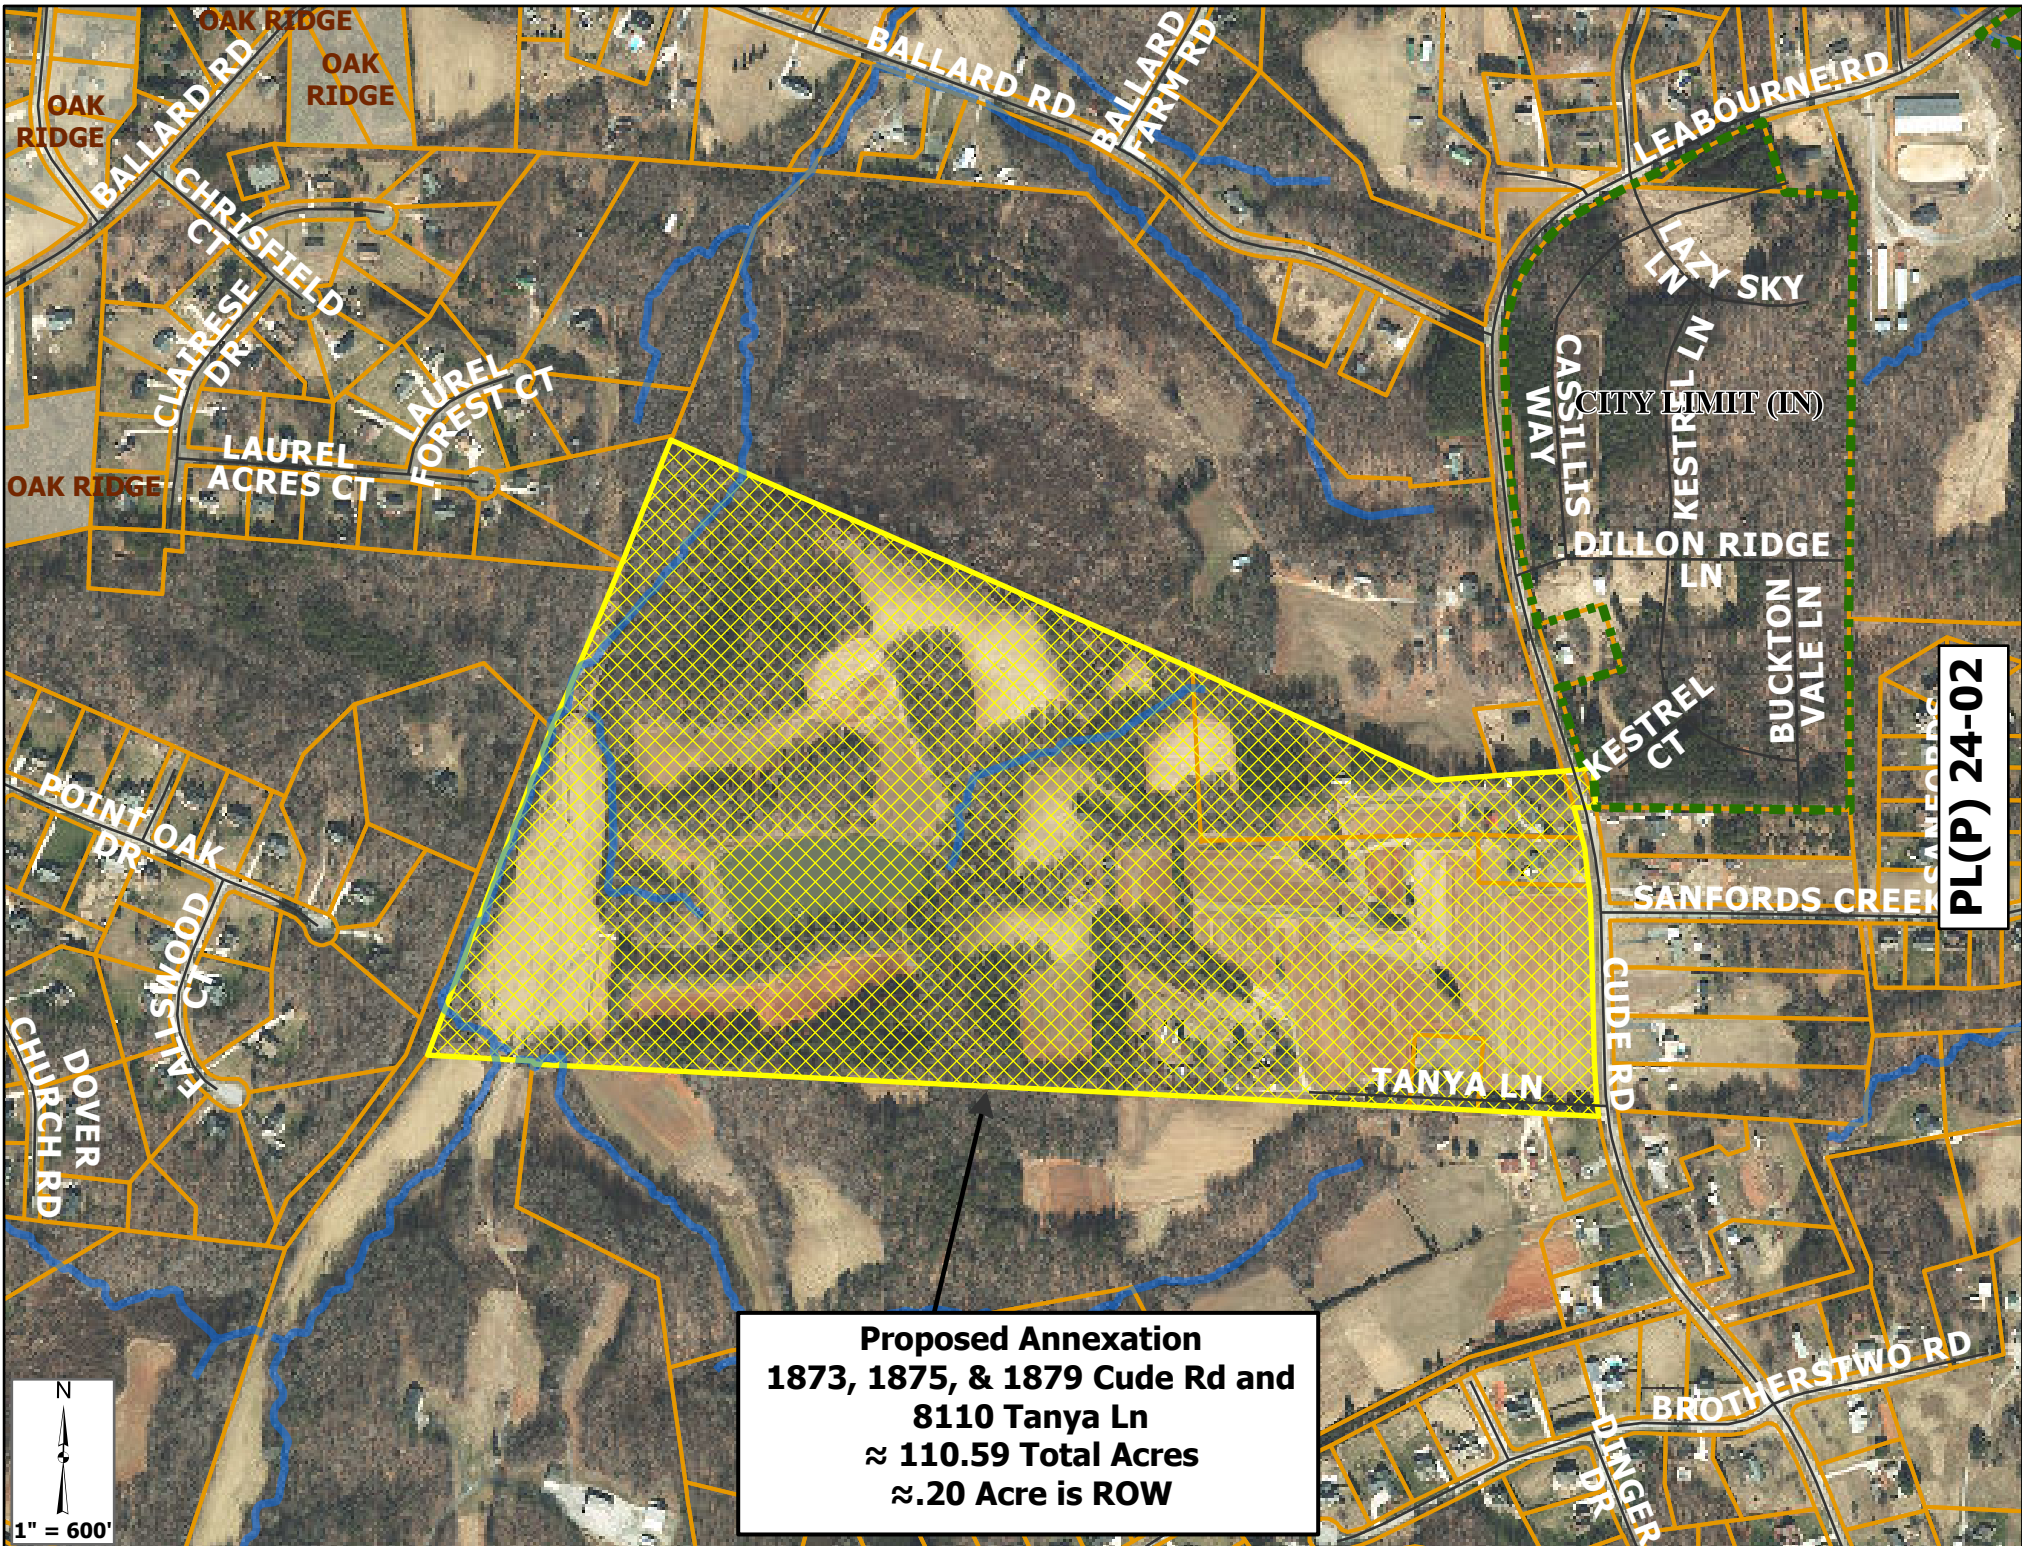 OAK RIDGE
OAK
RIDGE
OAK
RIDGE
BALLARD RD
BALLARD RD
BALLARD
FARM RD
LEABOURNE RD
CHRISFIELD
CT
CLAIRESE
DR
LAUREL
FOREST CT
LAUREL
ACRES CT
OAK RIDGE
LAZY SKY
LN
CASSILLIS
WAY
KESTREL LN
CITY LIMIT (IN)
DILLON RIDGE
LN
BUCKTON
VALE LN
KESTREL
CT
SANFORDS
PL(P) 24-02
SANFORDS CREEK
POINT OAK
DR
FALLSWOOD
CT
DOVER
CHURCH RD
CUDE RD
TANYA LN
Proposed Annexation
1873, 1875, & 1879 Cude Rd and
8110 Tanya Ln
≈ 110.59 Total Acres
≈.20 Acre is ROW
BROTHERSTWO RD
DINGER
DR
N
1" = 600'